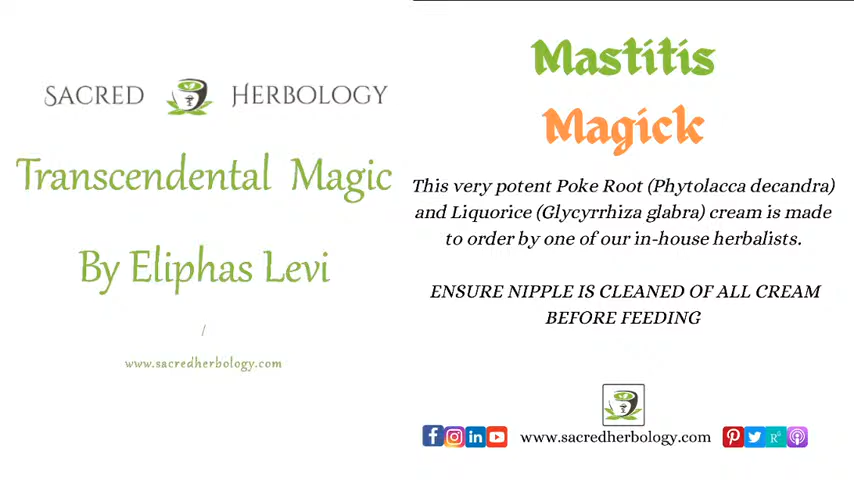 SACRED HERBOLOGY
Transcendental Magic
By Eliphas Levi
/
www.sacredherbology.com
Mastitis
Magick
This very potent Poke Root (Phytolacca decandra)
and Liquorice (Glycyrrhiza glabra) cream is made
to order by one of our in-house herbalists.
ENSURE NIPPLE IS CLEANED OF ALL CREAM
BEFORE FEEDING
www.sacredherbology.com